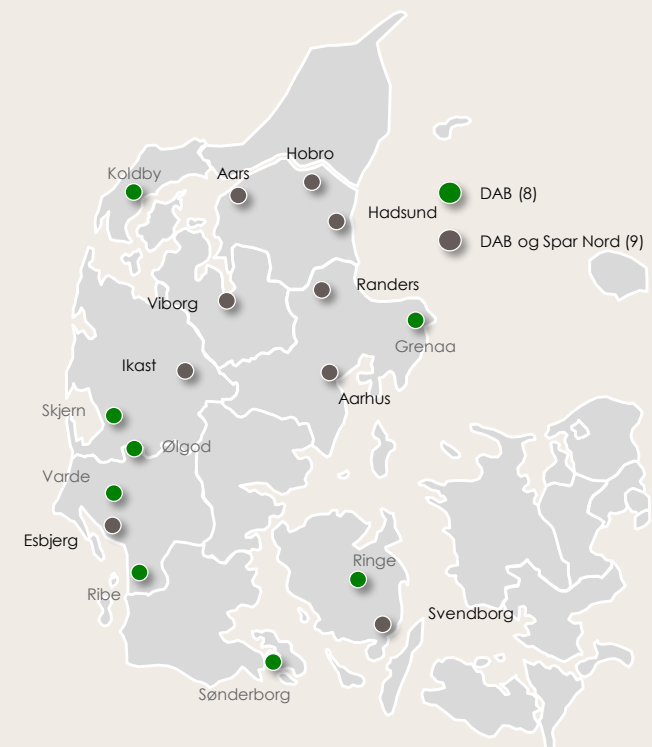 Hobro
Koldby
Aars
DAB (8)
Hadsund
DAB og Spar Nord (9)
Randers
Viborg
Grenaa
Ikast
Aarhus
Skjern
Ølgod
Varde
Esbjerg
Ringe
Ribe
Svendborg
Sønderborg